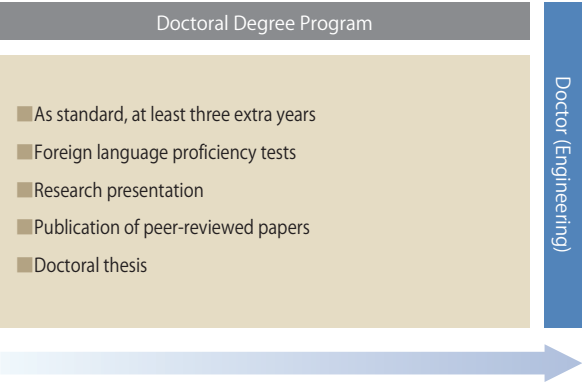 Doctoral Degree Program
■As standard, at least three extra years
■Foreign language proficiency tests
■Research presentation
■Publication of peer-reviewed papers
■Doctoral thesis
Doctor (Engineering)